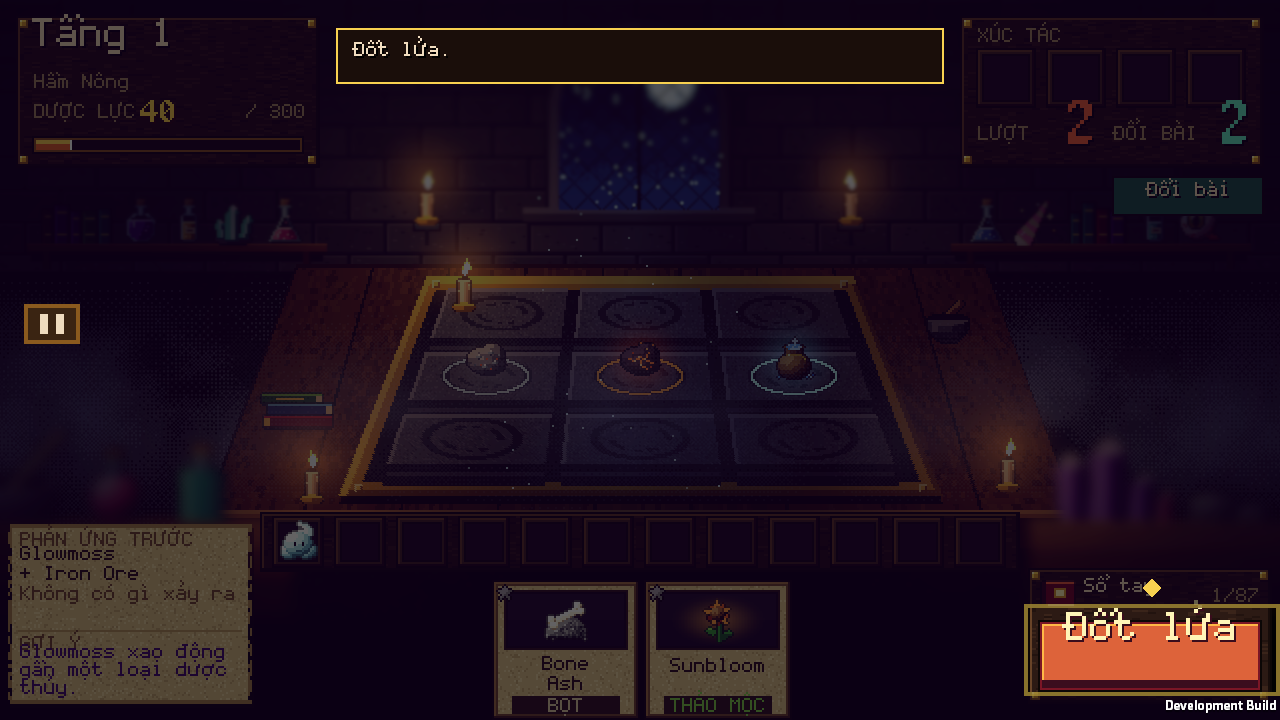 Tầng 1
Hầm Nông
DƯỢC LỰC 40 / 300
Đốt lửa.
XÚC TÁC
LƯỢT 2 ĐỔI BÀI 2
Đổi bài
PHẢN ỨNG TRƯỚC
Glowmoss
+ Iron Ore
Không có gì xảy ra
GỢI Ý
Glowmoss xao động
gần một loại dược
thủy.
Bone
Ash
BỘT
Sunbloom
THẢO MỘC
Sổ tay
1/87
Đốt lửa
Development Build